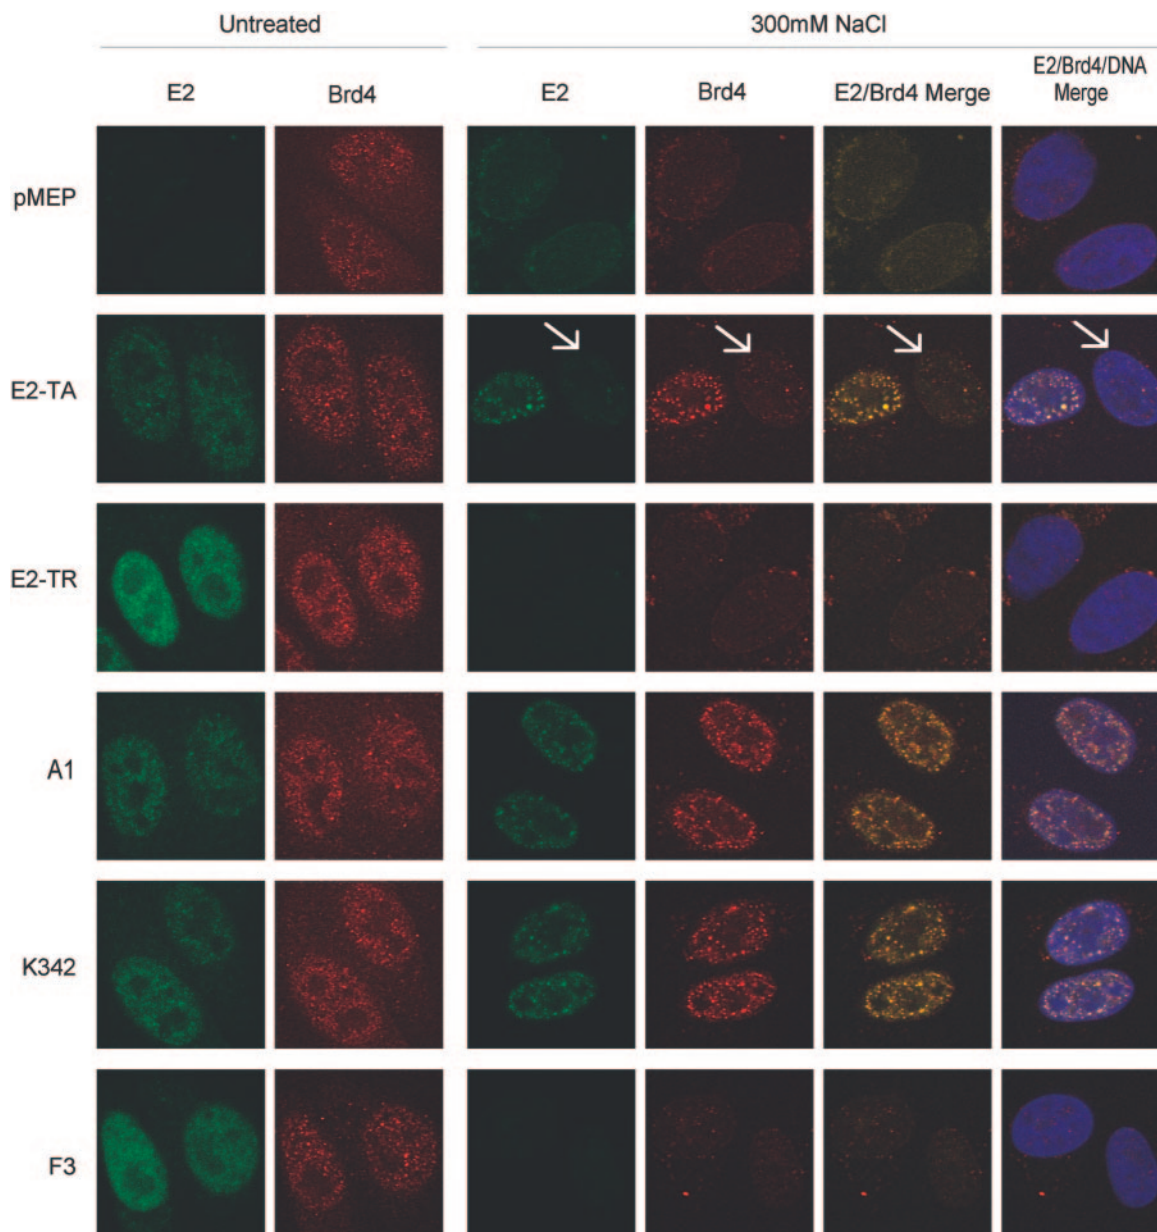 Untreated 300mM NaCl
E2 Brd4 E2 Brd4 E2/Brd4 Merge E2/Brd4/DNA
Merge
pMEP
E2-TA
E2-TR
A1
K342
F3